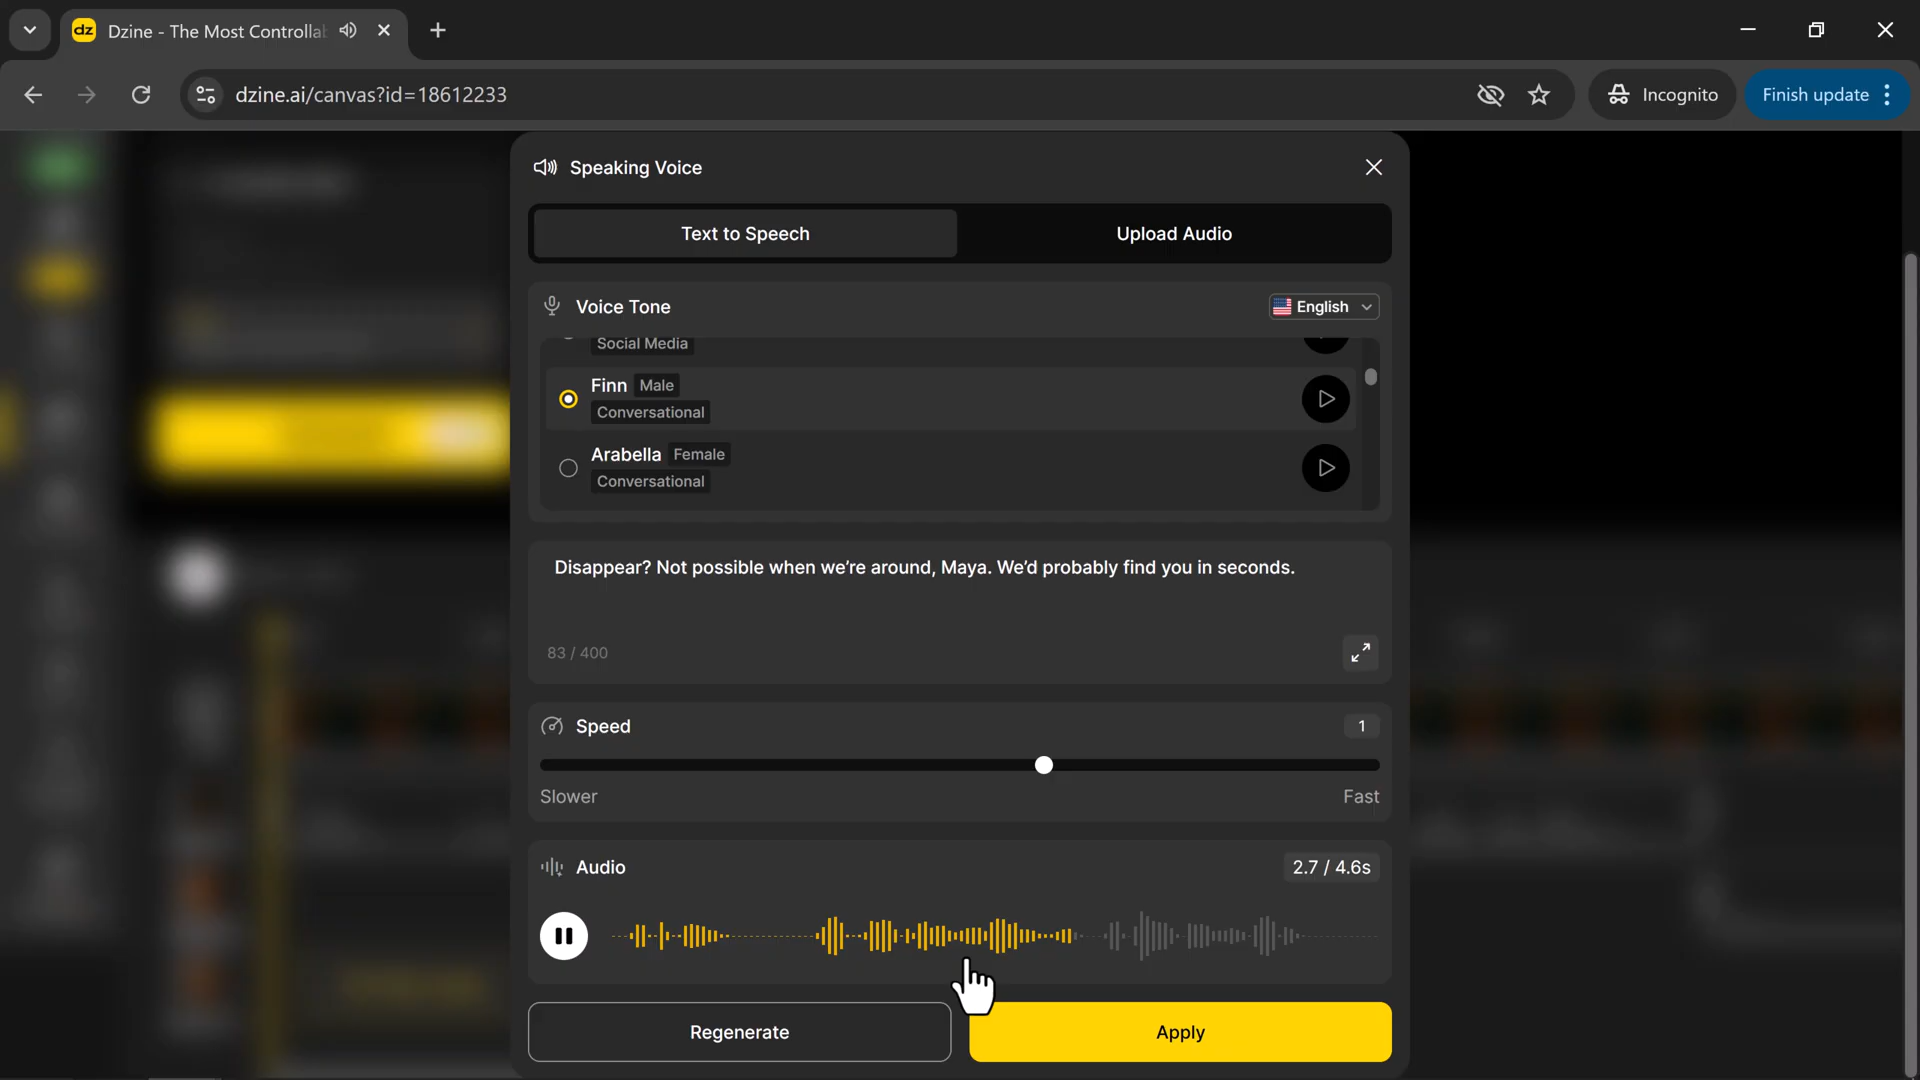 dz Dzine - The Most Controllab
dzine.ai/canvas?id=18612233
Incognito
Finish update
Speaking Voice
Text to Speech
Upload Audio
Voice Tone
English
Social Media
Finn Male
Conversational
Arabella Female
Conversational
Disappear? Not possible when we’re around, Maya. We’d probably find you in seconds.
83 / 400
Speed
1
Slower
Fast
Audio
2.7 / 4.6s
Regenerate
Apply